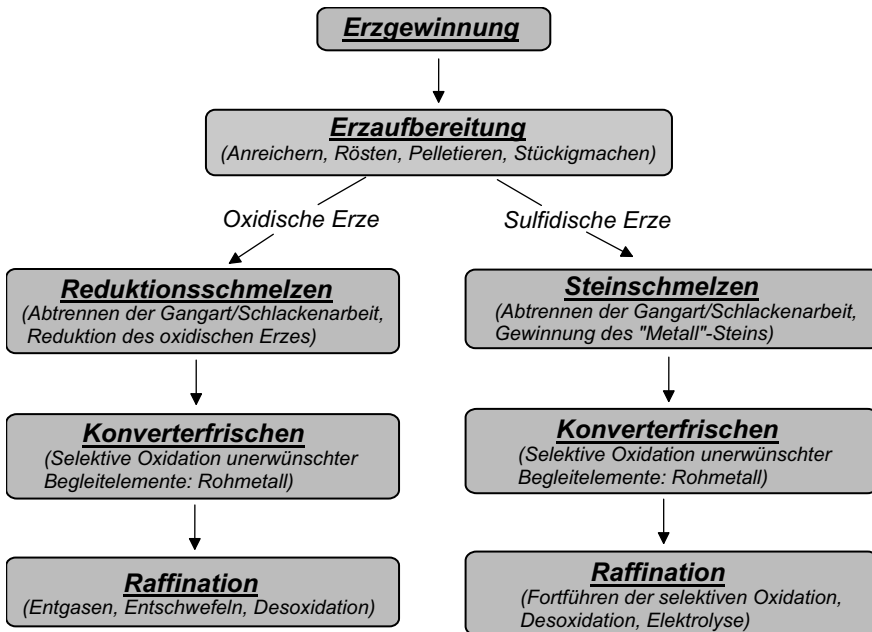 Erzgewinnung
Erzaufbereitung
(Anreichern, Rösten, Pelletieren, Stückigmachen)
Oxidische Erze
Sulfidische Erze
Reduktionsschmelzen
(Abtrennen der Gangart/Schlackenarbeit,
Reduktion des oxidischen Erzes)
Steinschmelzen
(Abtrennen der Gangart/Schlackenarbeit,
Gewinnung des "Metall"-Steins)
Konverterfrischen
(Selektive Oxidation unerwünschter
Begleitelemente: Rohmetall)
Konverterfrischen
(Selektive Oxidation unerwünschter
Begleitelemente: Rohmetall)
Raffination
(Entgasen, Entschwefeln, Desoxidation)
Raffination
(Fortführen der selektiven Oxidation,
Desoxidation, Elektrolyse)